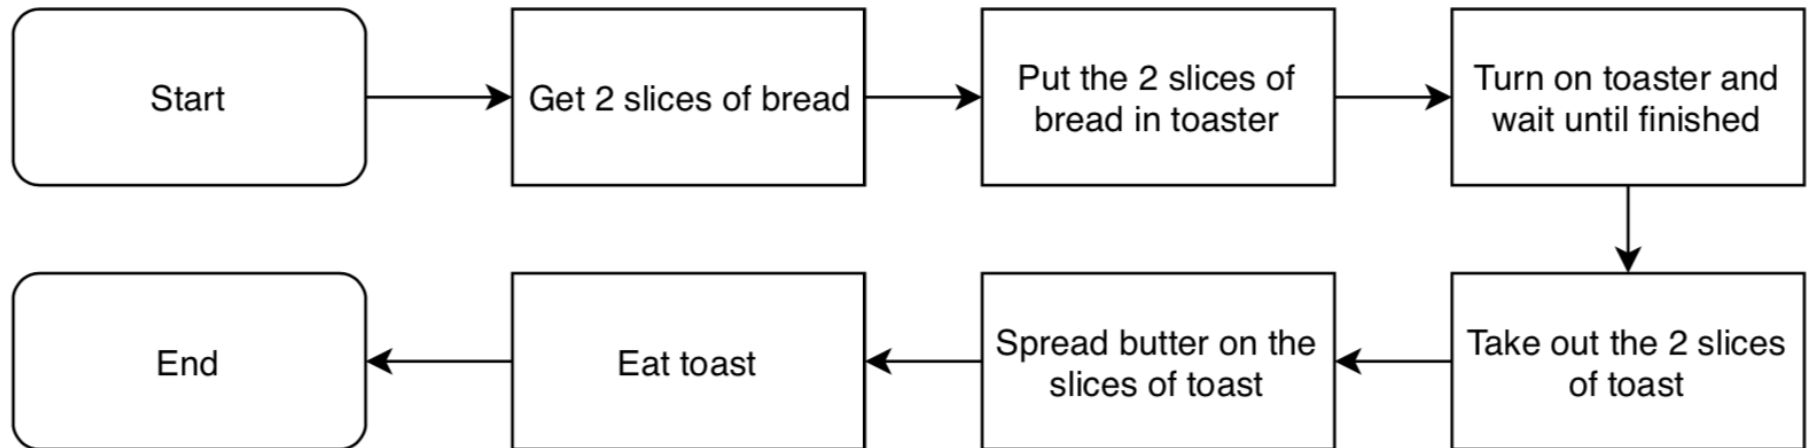 Start
Get 2 slices of bread
Put the 2 slices of
bread in toaster
Turn on toaster and
wait until finished
Take out the 2 slices
of toast
Spread butter on the
slices of toast
Eat toast
End